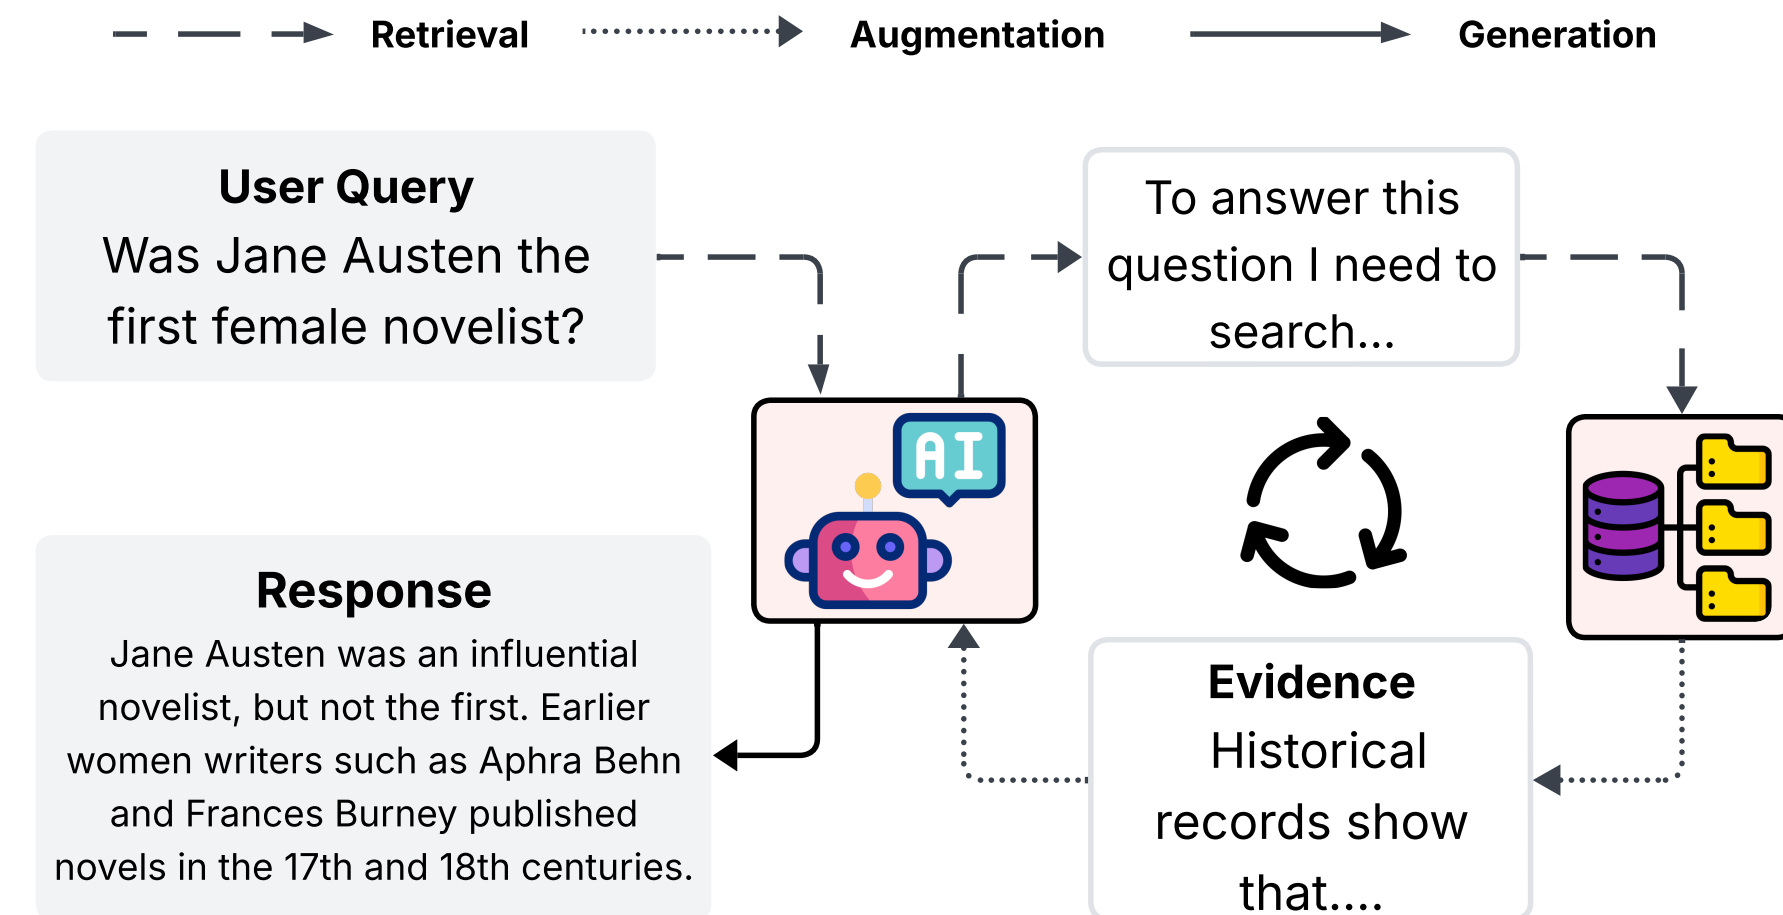 Retrieval
Augmentation
Generation
User Query
Was Jane Austen the
first female novelist?
To answer this
question I need to
search...
AI
Response
Jane Austen was an influential
novelist, but not the first. Earlier
women writers such as Aphra Behn
and Frances Burney published
novels in the 17th and 18th centuries.
Evidence
Historical
records show
that....